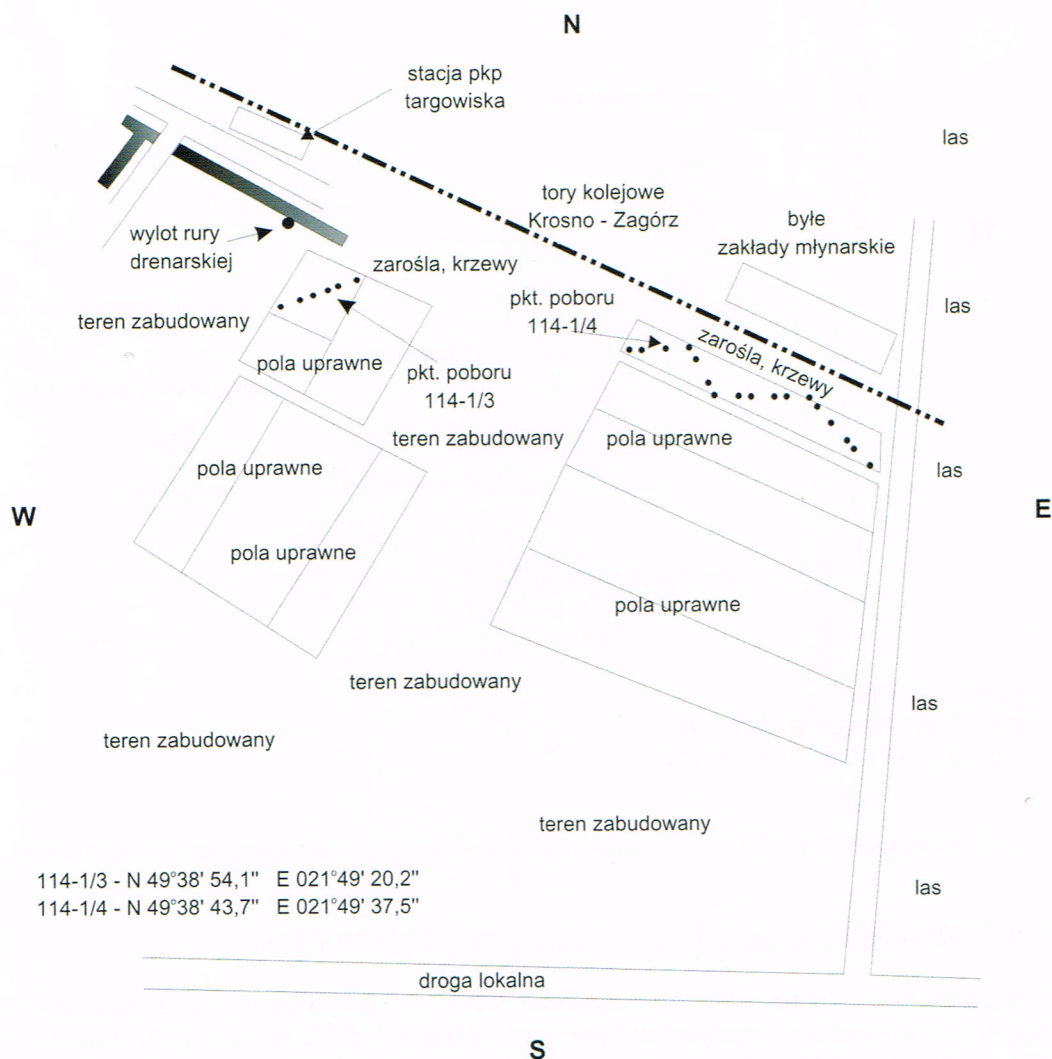 N
stacja pkp
targowiska
las
tory kolejowe
Krosno - Zagórz
byłe
zakłady młynarskie
wylot rury
drenarskiej
zarośla, krzewy
las
pkt. poboru
114-1/4
teren zabudowany
zarośla, krzewy
pola uprawne
pkt. poboru
114-1/3
teren zabudowany
pola uprawne
pola uprawne
las
W
E
pola uprawne
pola uprawne
teren zabudowany
las
teren zabudowany
teren zabudowany
114-1/3 - N 49°38' 54,1" E 021°49' 20,2"
114-1/4 - N 49°38' 43,7" E 021°49' 37,5"
las
droga lokalna
S